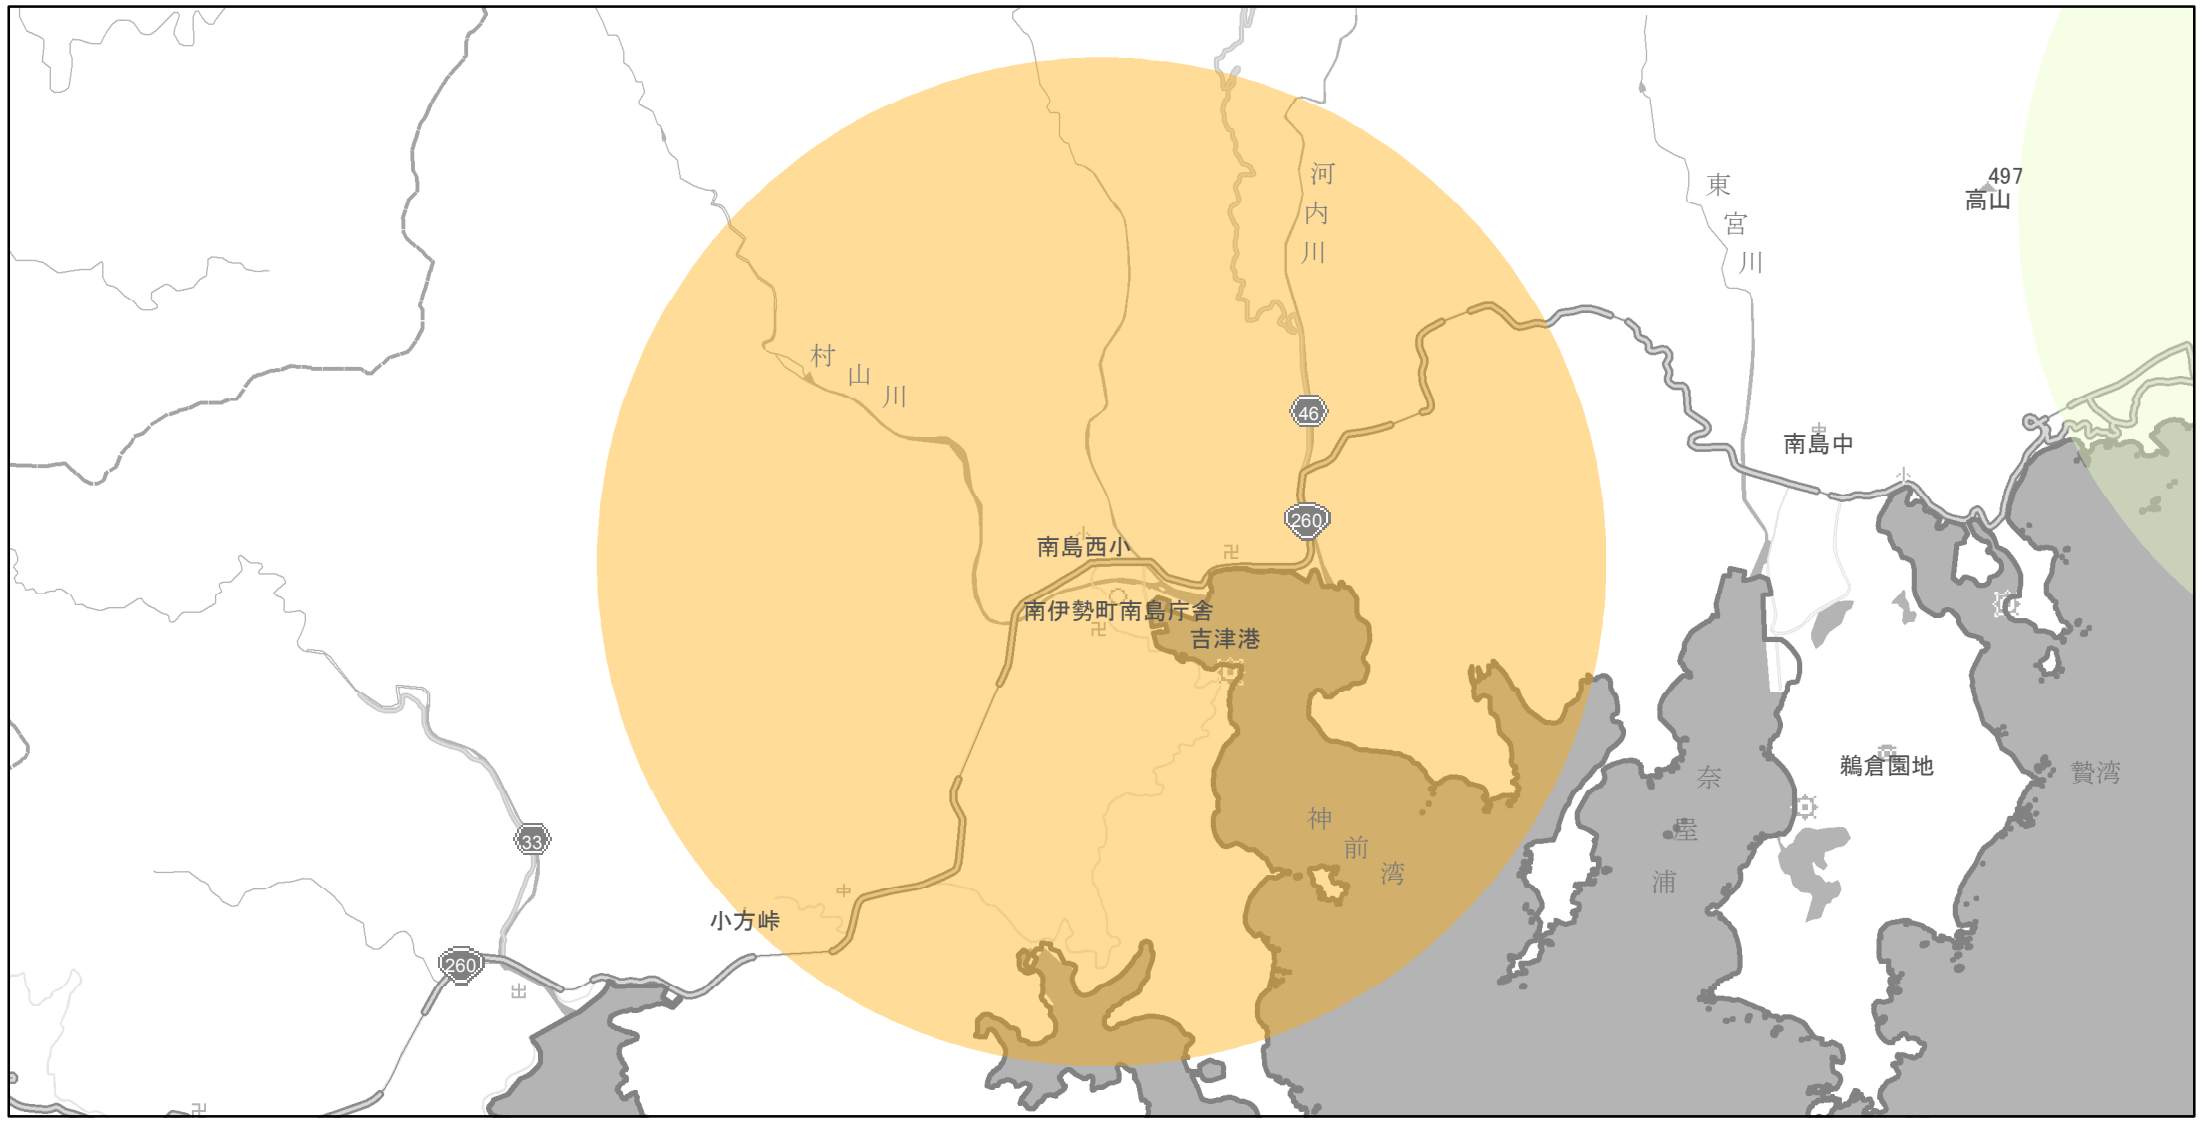 河内川
東宮川
497
高山
村山川
46
南島中
260
南島西小
南伊勢町南島庁舎
吉津港
鵜倉園地
贄湾
奈屋浦
神前湾
33
小方峠
260